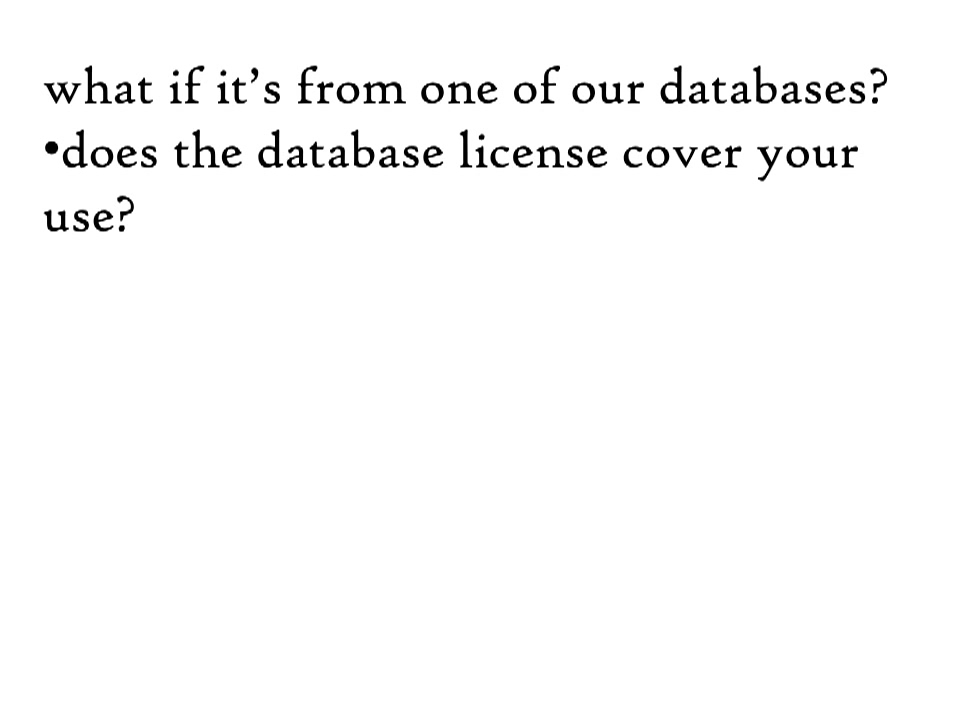 what if it’s from one of our databases?
•does the database license cover your
use?